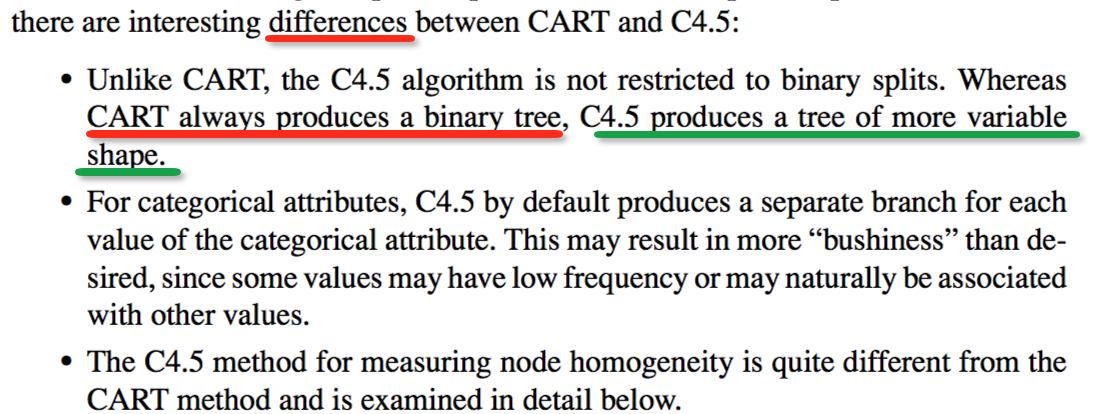 there are interesting differences between CART and C4.5:
• Unlike CART, the C4.5 algorithm is not restricted to binary splits. Whereas
CART always produces a binary tree, C4.5 produces a tree of more variable
shape.
• For categorical attributes, C4.5 by default produces a separate branch for each
value of the categorical attribute. This may result in more “bushiness” than de-
sired, since some values may have low frequency or may naturally be associated
with other values.
• The C4.5 method for measuring node homogeneity is quite different from the
CART method and is examined in detail below.